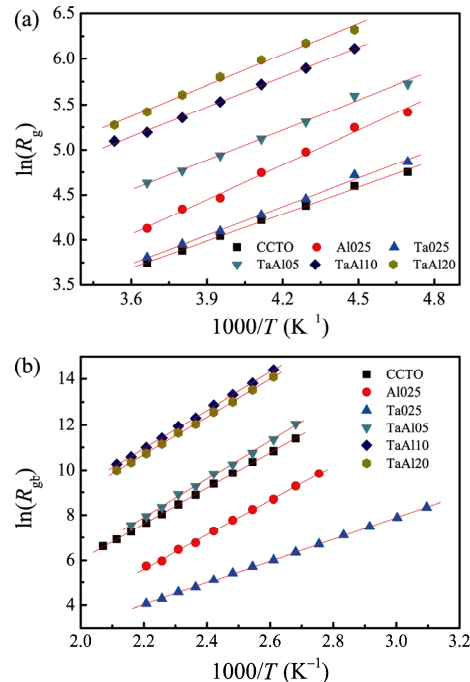 (a)
6.5
6.0
5.5
5.0
4.5
4.0
3.5
ln(Rg)
CCTO Al025 Ta025
TaAl05 TaAl10 TaAl20
3.6 3.9 4.2 4.5 4.8
1000/T (K⁻¹)
(b)
14
12
10
8
6
4
ln(Rgb)
CCTO
Al025
Ta025
TaAl05
TaAl10
TaAl20
2.0 2.2 2.4 2.6 2.8 3.0 3.2
1000/T (K⁻¹)